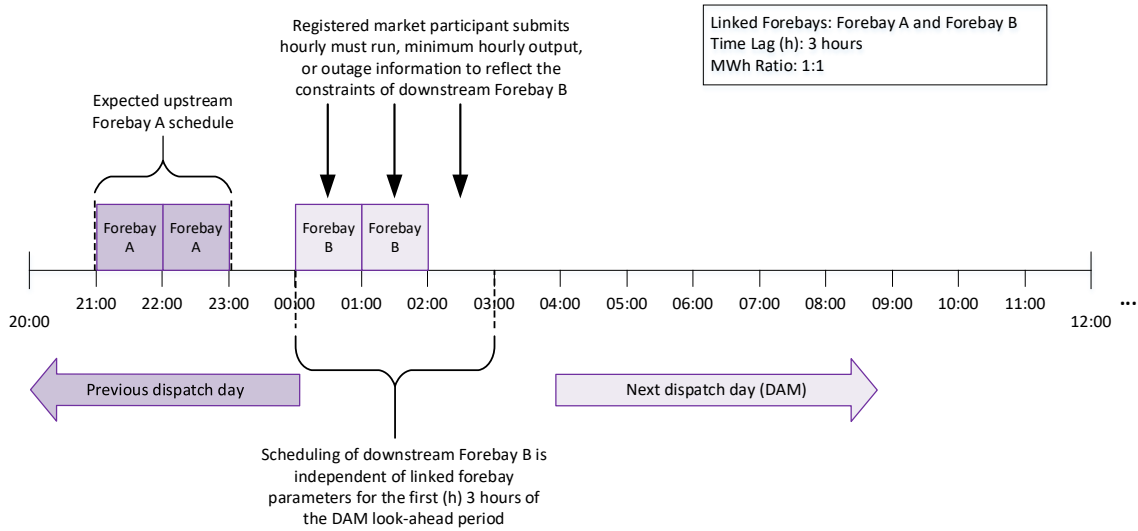 Registered market participant submits
hourly must run, minimum hourly output,
or outage information to reflect the
constraints of downstream Forebay B
Linked Forebays: Forebay A and Forebay B
Time Lag (h): 3 hours
MWh Ratio: 1:1
Expected upstream
Forebay A schedule
Forebay
A
Forebay
A
Forebay
B
Forebay
B
20:00
21:00
22:00
23:00
00:00
01:00
02:00
03:00
04:00
05:00
06:00
07:00
08:00
09:00
10:00
11:00
12:00
...
Previous dispatch day
Next dispatch day (DAM)
Scheduling of downstream Forebay B is
independent of linked forebay
parameters for the first (h) 3 hours of
the DAM look-ahead period